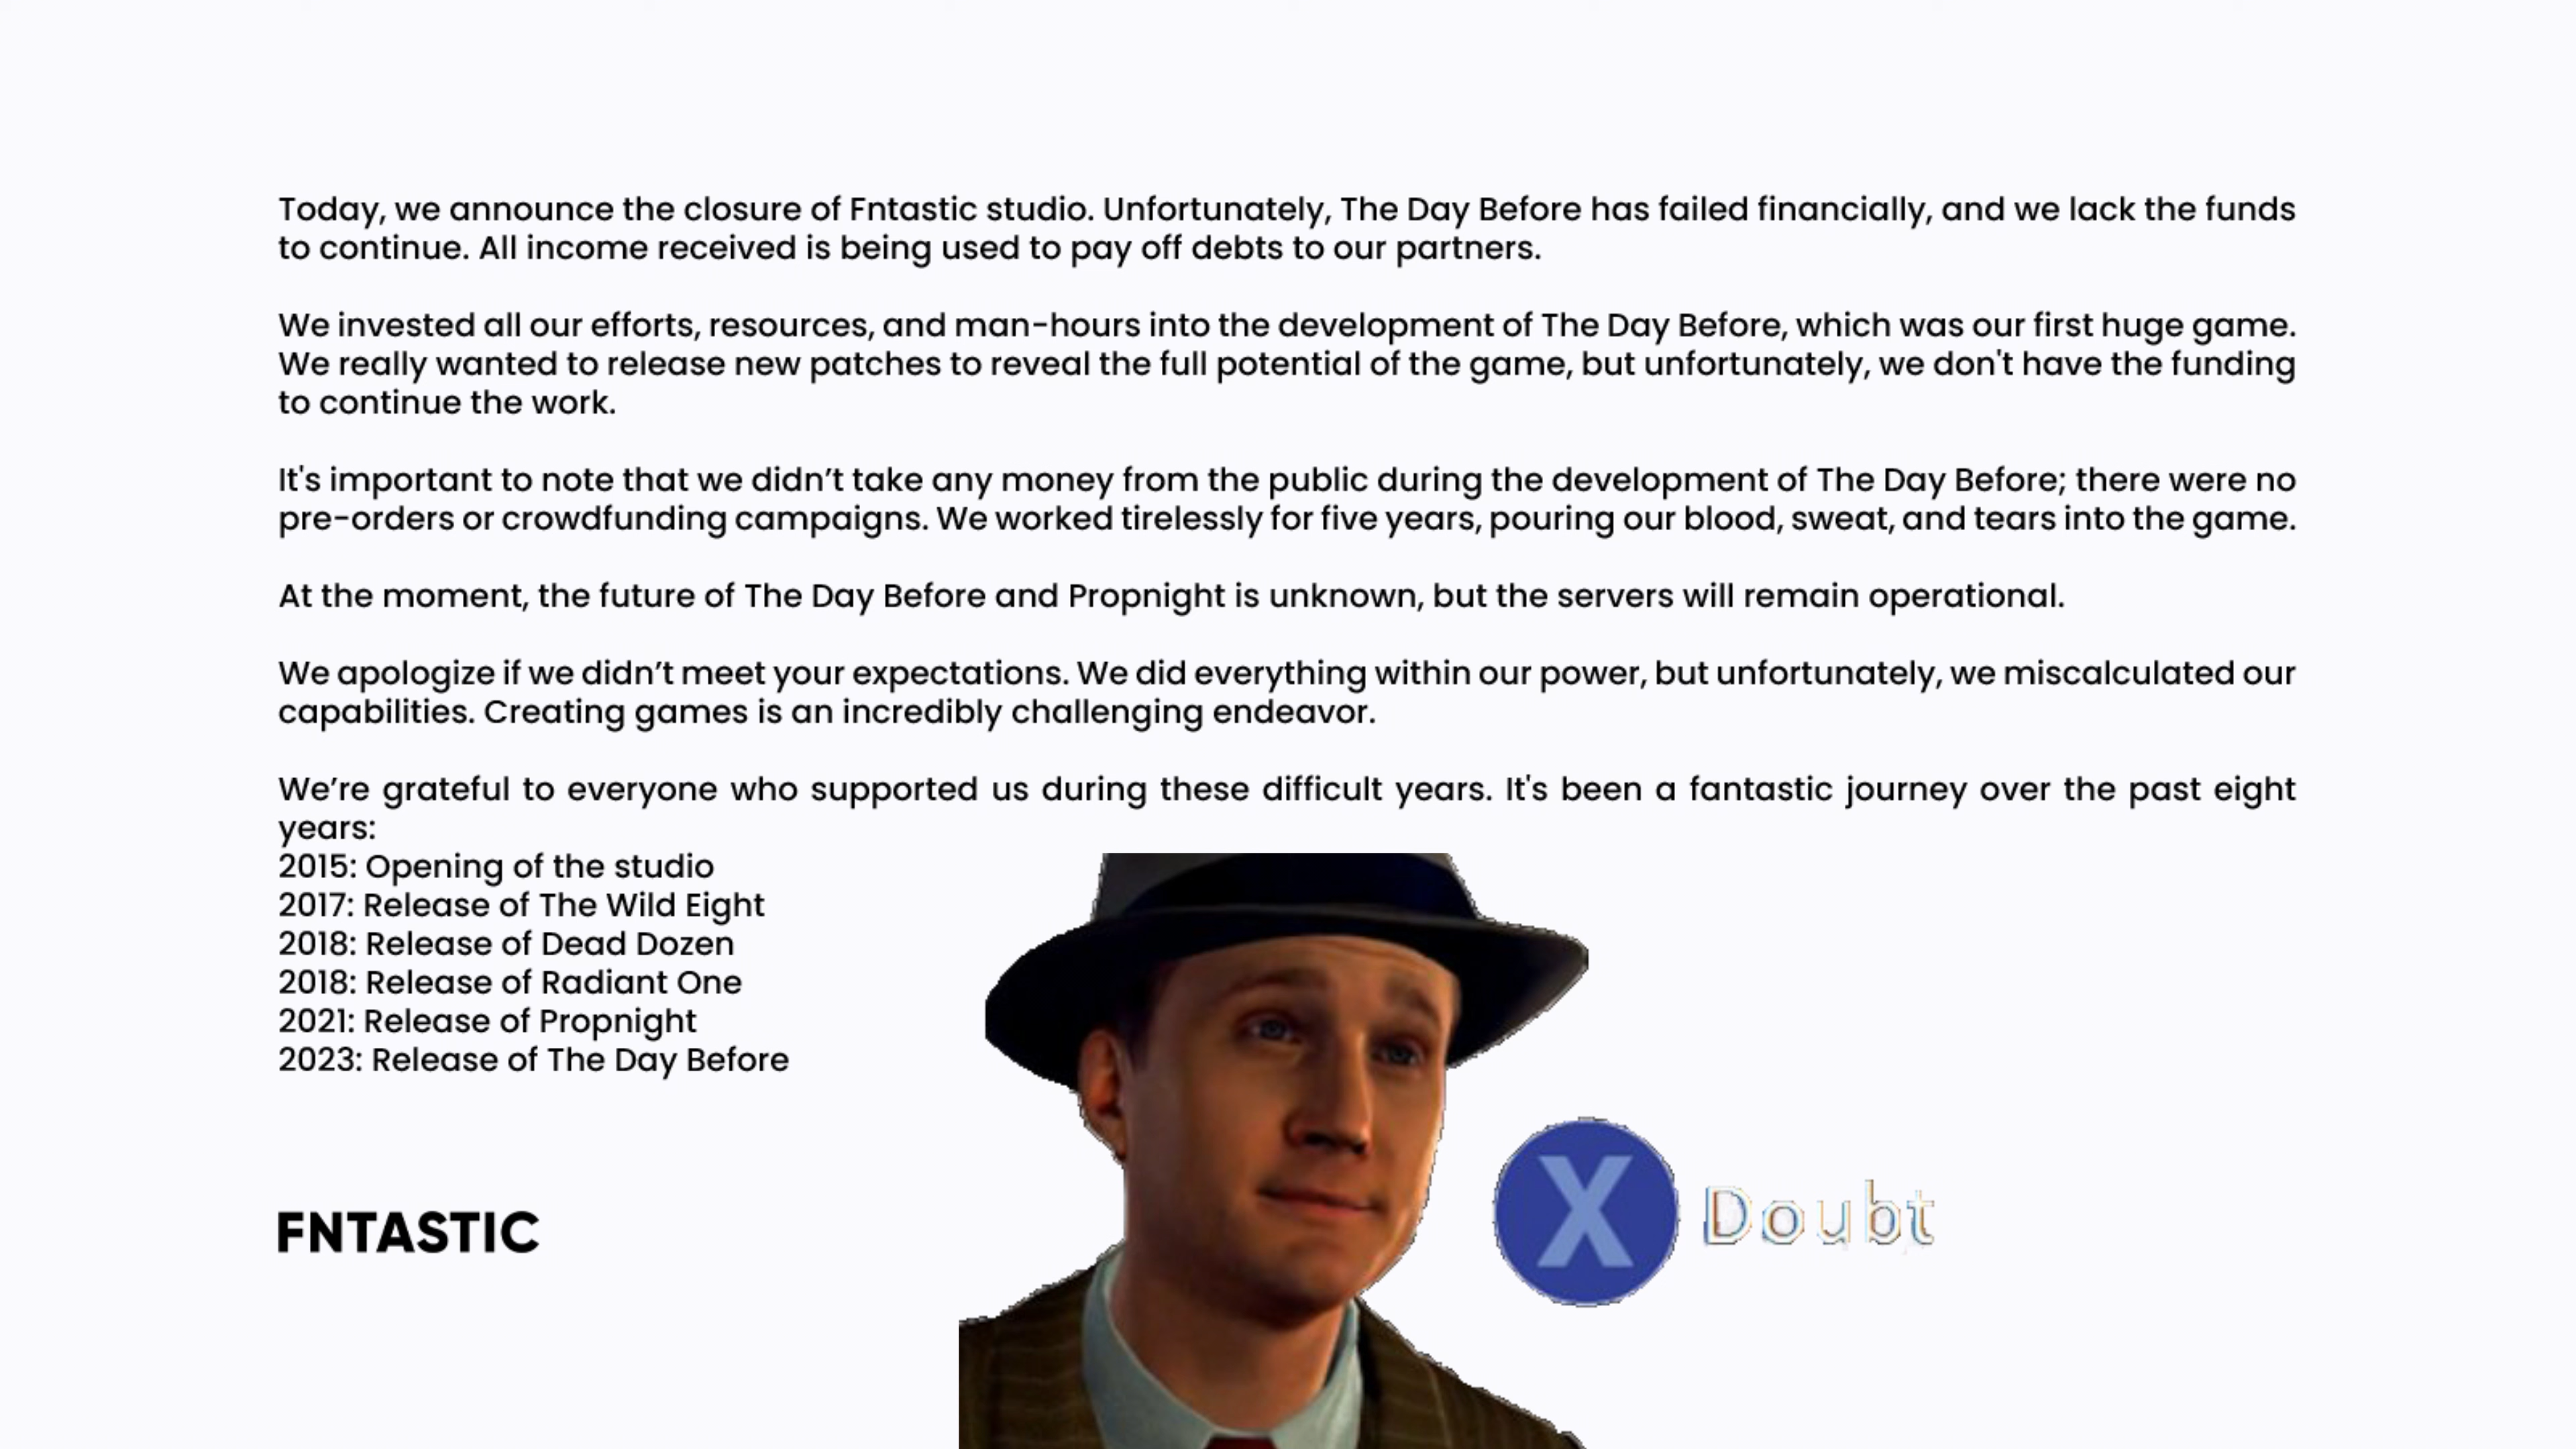 Today, we announce the closure of Fntastic studio. Unfortunately, The Day Before has failed financially, and we lack the funds
to continue. All income received is being used to pay off debts to our partners.
We invested all our efforts, resources, and man-hours into the development of The Day Before, which was our first huge game.
We really wanted to release new patches to reveal the full potential of the game, but unfortunately, we don't have the funding
to continue the work.
It's important to note that we didn’t take any money from the public during the development of The Day Before; there were no
pre-orders or crowdfunding campaigns. We worked tirelessly for five years, pouring our blood, sweat, and tears into the game.
At the moment, the future of The Day Before and Propnight is unknown, but the servers will remain operational.
We apologize if we didn’t meet your expectations. We did everything within our power, but unfortunately, we miscalculated our
capabilities. Creating games is an incredibly challenging endeavor.
We’re grateful to everyone who supported us during these difficult years. It's been a fantastic journey over the past eight
years:
2015: Opening of the studio
2017: Release of The Wild Eight
2018: Release of Dead Dozen
2018: Release of Radiant One
2021: Release of Propnight
2023: Release of The Day Before
FNTASTIC
X Doubt